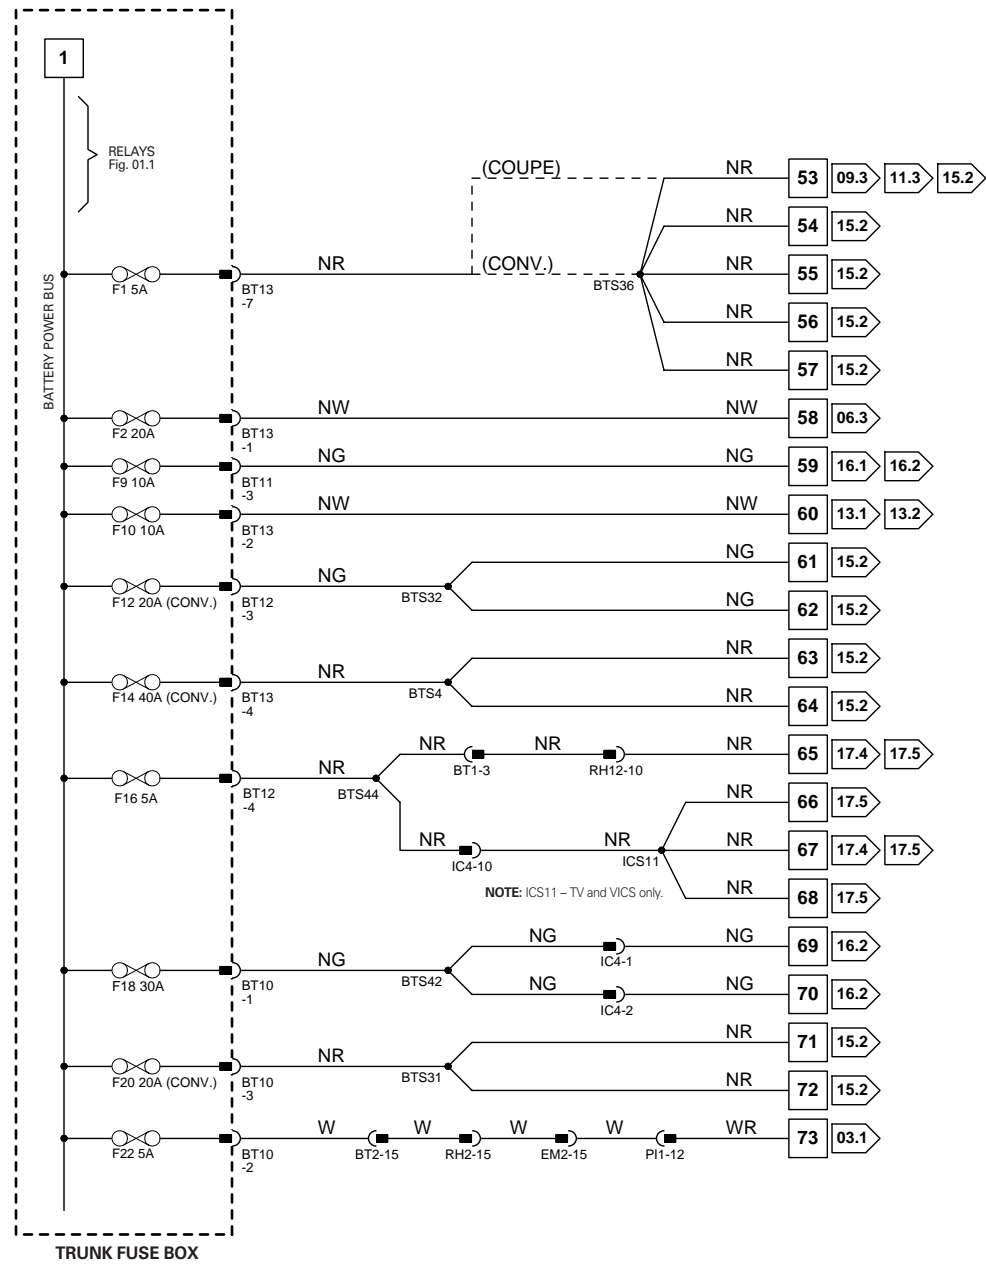 1
RELAYS
Fig. 01.1
BATTERY POWER BUS
(COUPE) NR 53 09.3 11.3 15.2
NR 54 15.2
F1 5A BT13 -7 NR (CONV.) BTS36 NR 55 15.2
NR 56 15.2
NR 57 15.2
F2 20A BT13 -1 NW NW 58 06.3
F9 10A BT11 -3 NG NG 59 16.1 16.2
F10 10A BT13 -2 NW NW 60 13.1 13.2
NG 61 15.2
F12 20A (CONV.) BT12 -3 NG BTS32
NG 62 15.2
NR 63 15.2
F14 40A (CONV.) BT13 -4 NR BTS4
NR 64 15.2
NR BT1-3 NR RH12-10 NR 65 17.4 17.5
F16 5A BT12 -4 NR BTS44
NR 66 17.5
NR IC4-10 NR ICS11 NR 67 17.4 17.5
NOTE: ICS11 – TV and VICS only.
NR 68 17.5
NG IC4-1 NG 69 16.2
F18 30A BT10 -1 NG BTS42
NG IC4-2 NG 70 16.2
NR 71 15.2
F20 20A (CONV.) BT10 -3 NR BTS31
NR 72 15.2
F22 5A BT10 -2 W BT2-15 W RH2-15 W EM2-15 W PI1-12 WR 73 03.1
TRUNK FUSE BOX